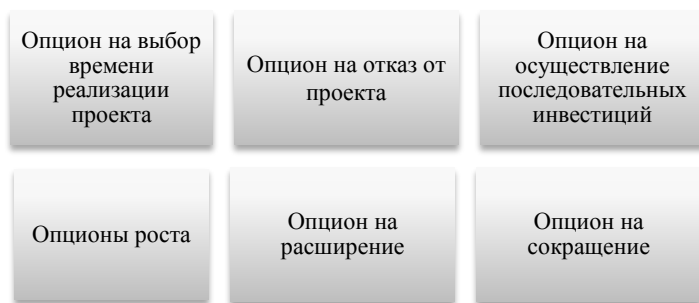 Опцион на выбор
времени
реализации
проекта
Опцион на отказ от
проекта
Опцион на
осуществление
последовательных
инвестиций
Опционы роста
Опцион на
расширение
Опцион на
сокращение